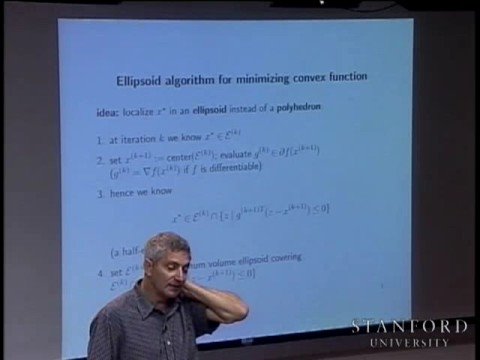 Ellipsoid algorithm for minimizing convex function
idea: localize x* in an ellipsoid instead of a polyhedron
1. at iteration k we know x* ∈ ℰ^(k)
2. set x^(k+1) := center(ℰ^(k)); evaluate g^(k+1) ∈ ∂f(x^(k+1))
(g^(k) = ∇f(x^(k)) if f is differentiable)
3. hence we know
x* ∈ ℰ^(k) ∩ {z | g^(k+1)T(z − x^(k+1)) ≤ 0}
(a half-
4. set ℰ^(k volume ellipsoid covering
ℰ^(k) − x^(k+1)) ≤ 0}
STANFORD
UNIVERSITY